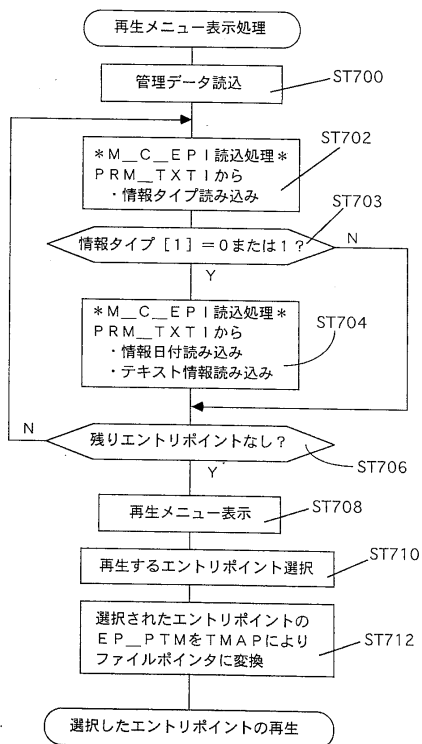 再生メニュー表示処理
管理データ読込
ST700
＊Ｍ＿Ｃ＿ＥＰＩ読込処理＊
ＰＲＭ＿ＴＸＴＩから
・情報タイプ読み込み
ST702
情報タイプ［１］＝０または１？
ST703
N
Y
＊Ｍ＿Ｃ＿ＥＰＩ読込処理＊
ＰＲＭ＿ＴＸＴＩから
・情報日付読み込み
・テキスト情報読み込み
ST704
N
残りエントリポイントなし？
ST706
Y
再生メニュー表示
ST708
再生するエントリポイント選択
ST710
選択されたエントリポイントの
ＥＰ＿ＰＴＭをＴＭＡＰにより
ファイルポインタに変換
ST712
選択したエントリポイントの再生